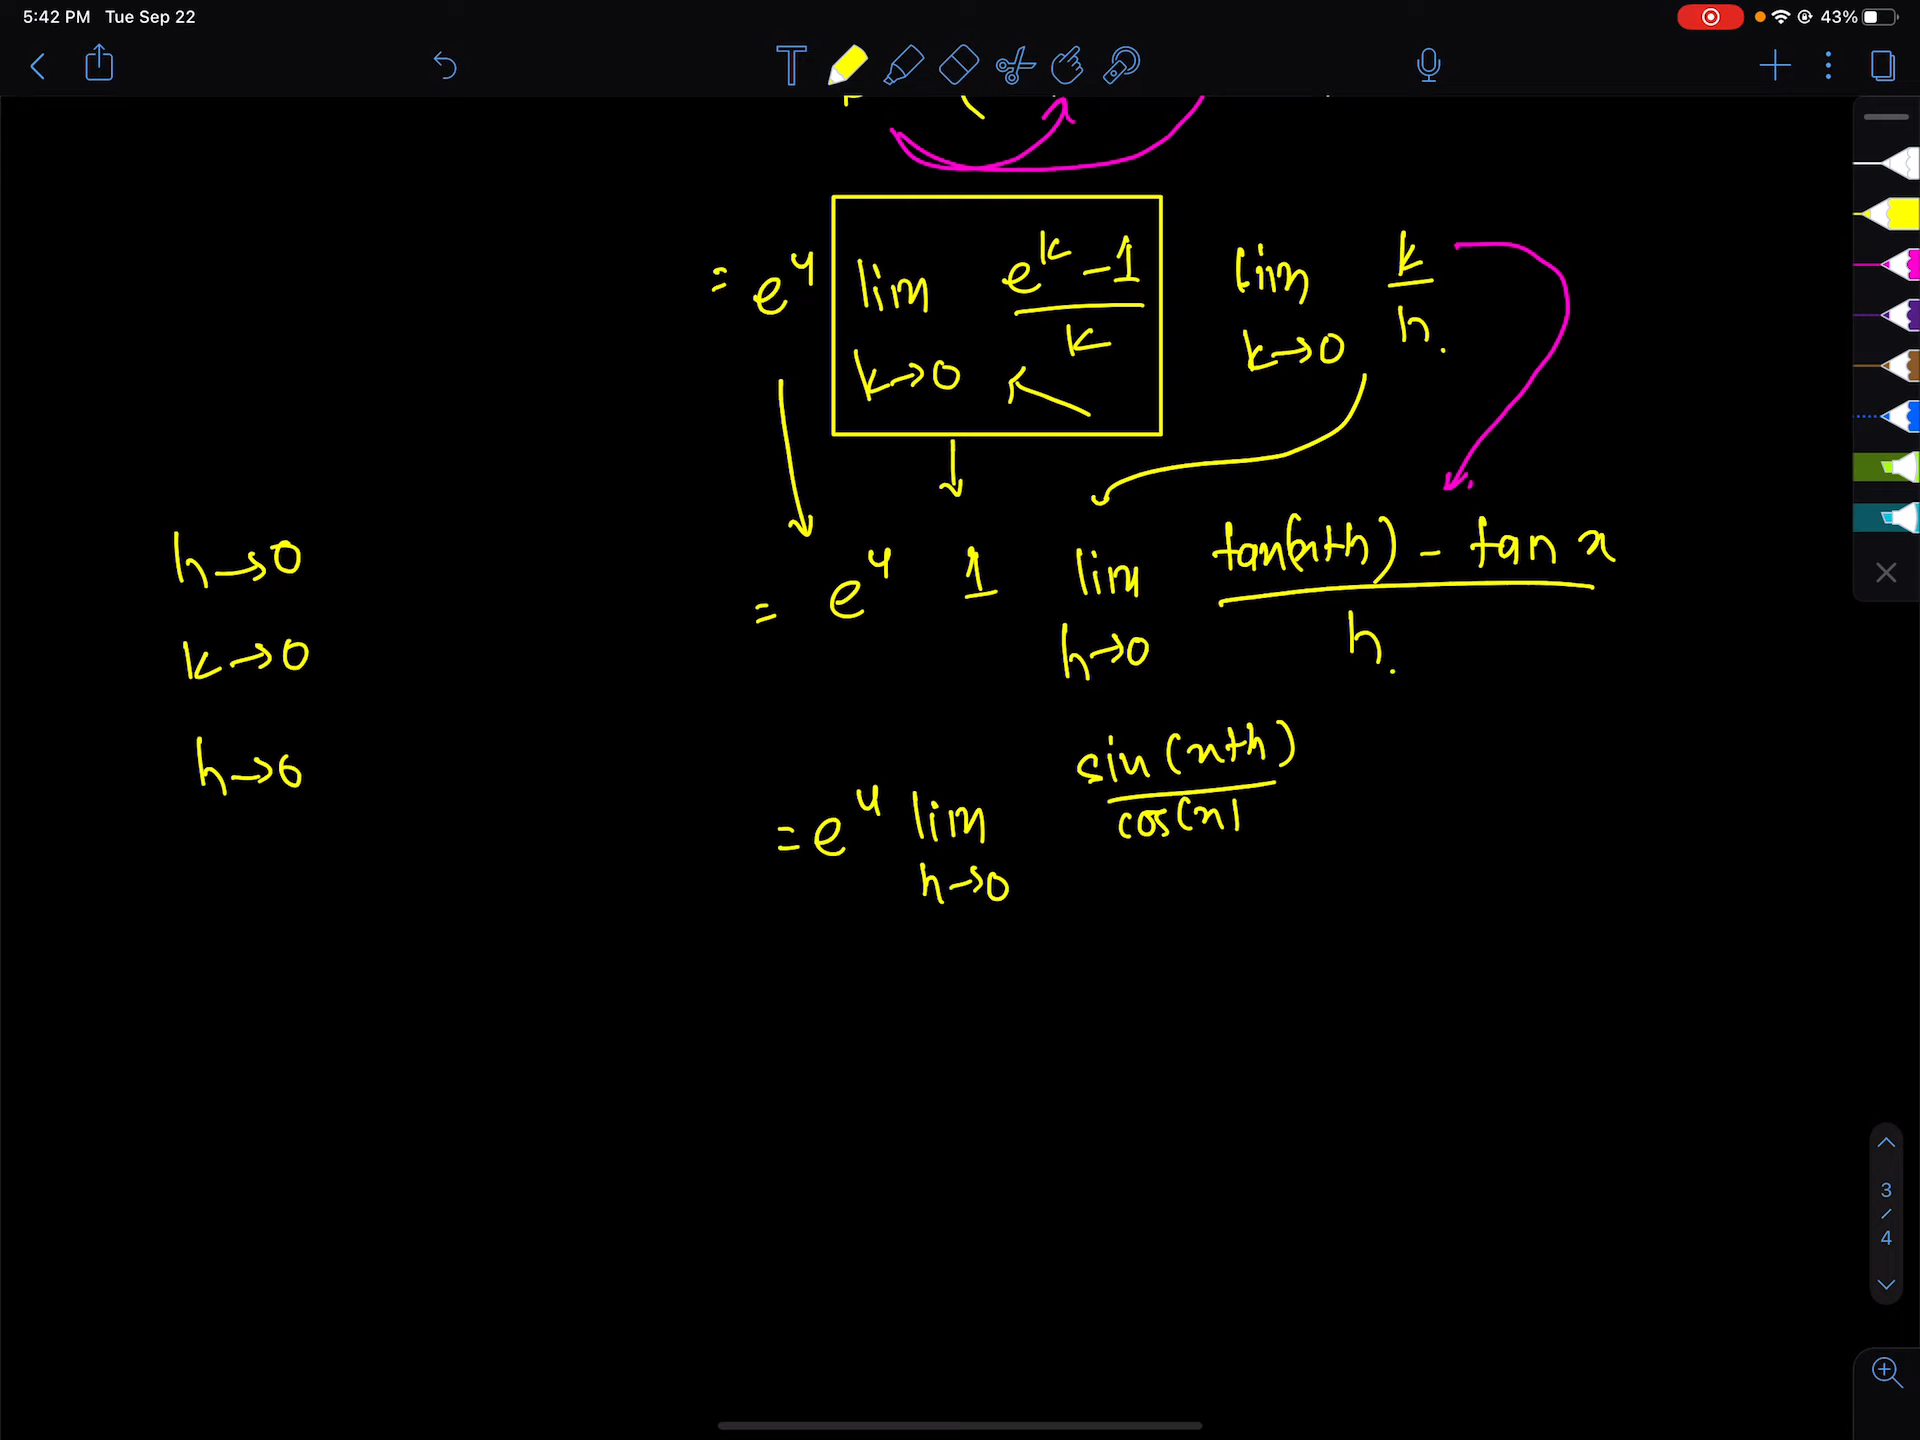 5:42 PM Tue Sep 22
43%
= e^4 lim k→0 (e^k - 1)/k lim k→0 k/h.
= e^4 1 lim h→0 (tan(x+h) - tan x)/h.
h→0
k→0
h→0
= e^4 lim h→0 sin(x+h)/cos(x
3
/
4